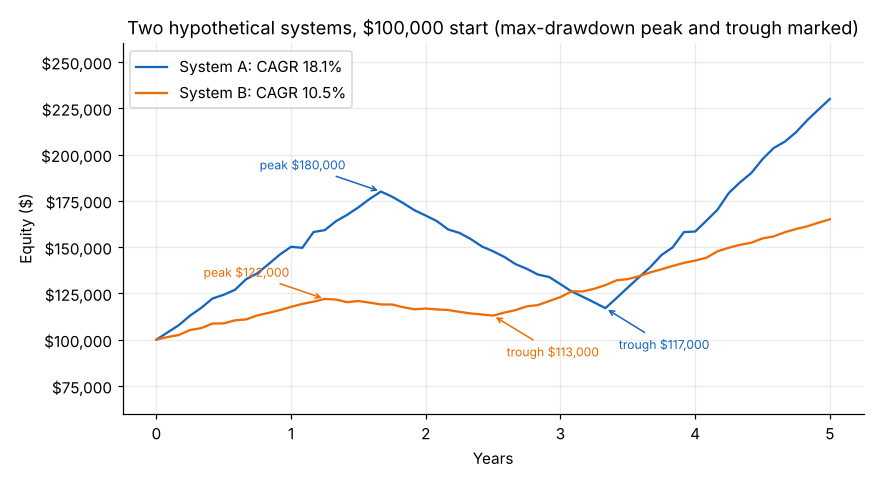 Two hypothetical systems, $100,000 start (max-drawdown peak and trough marked)
System A: CAGR 18.1%
System B: CAGR 10.5%
Equity ($)
$250,000
$225,000
$200,000
$175,000
$150,000
$125,000
$100,000
$75,000
peak $180,000
peak $122,000
trough $117,000
trough $113,000
0 1 2 3 4 5
Years